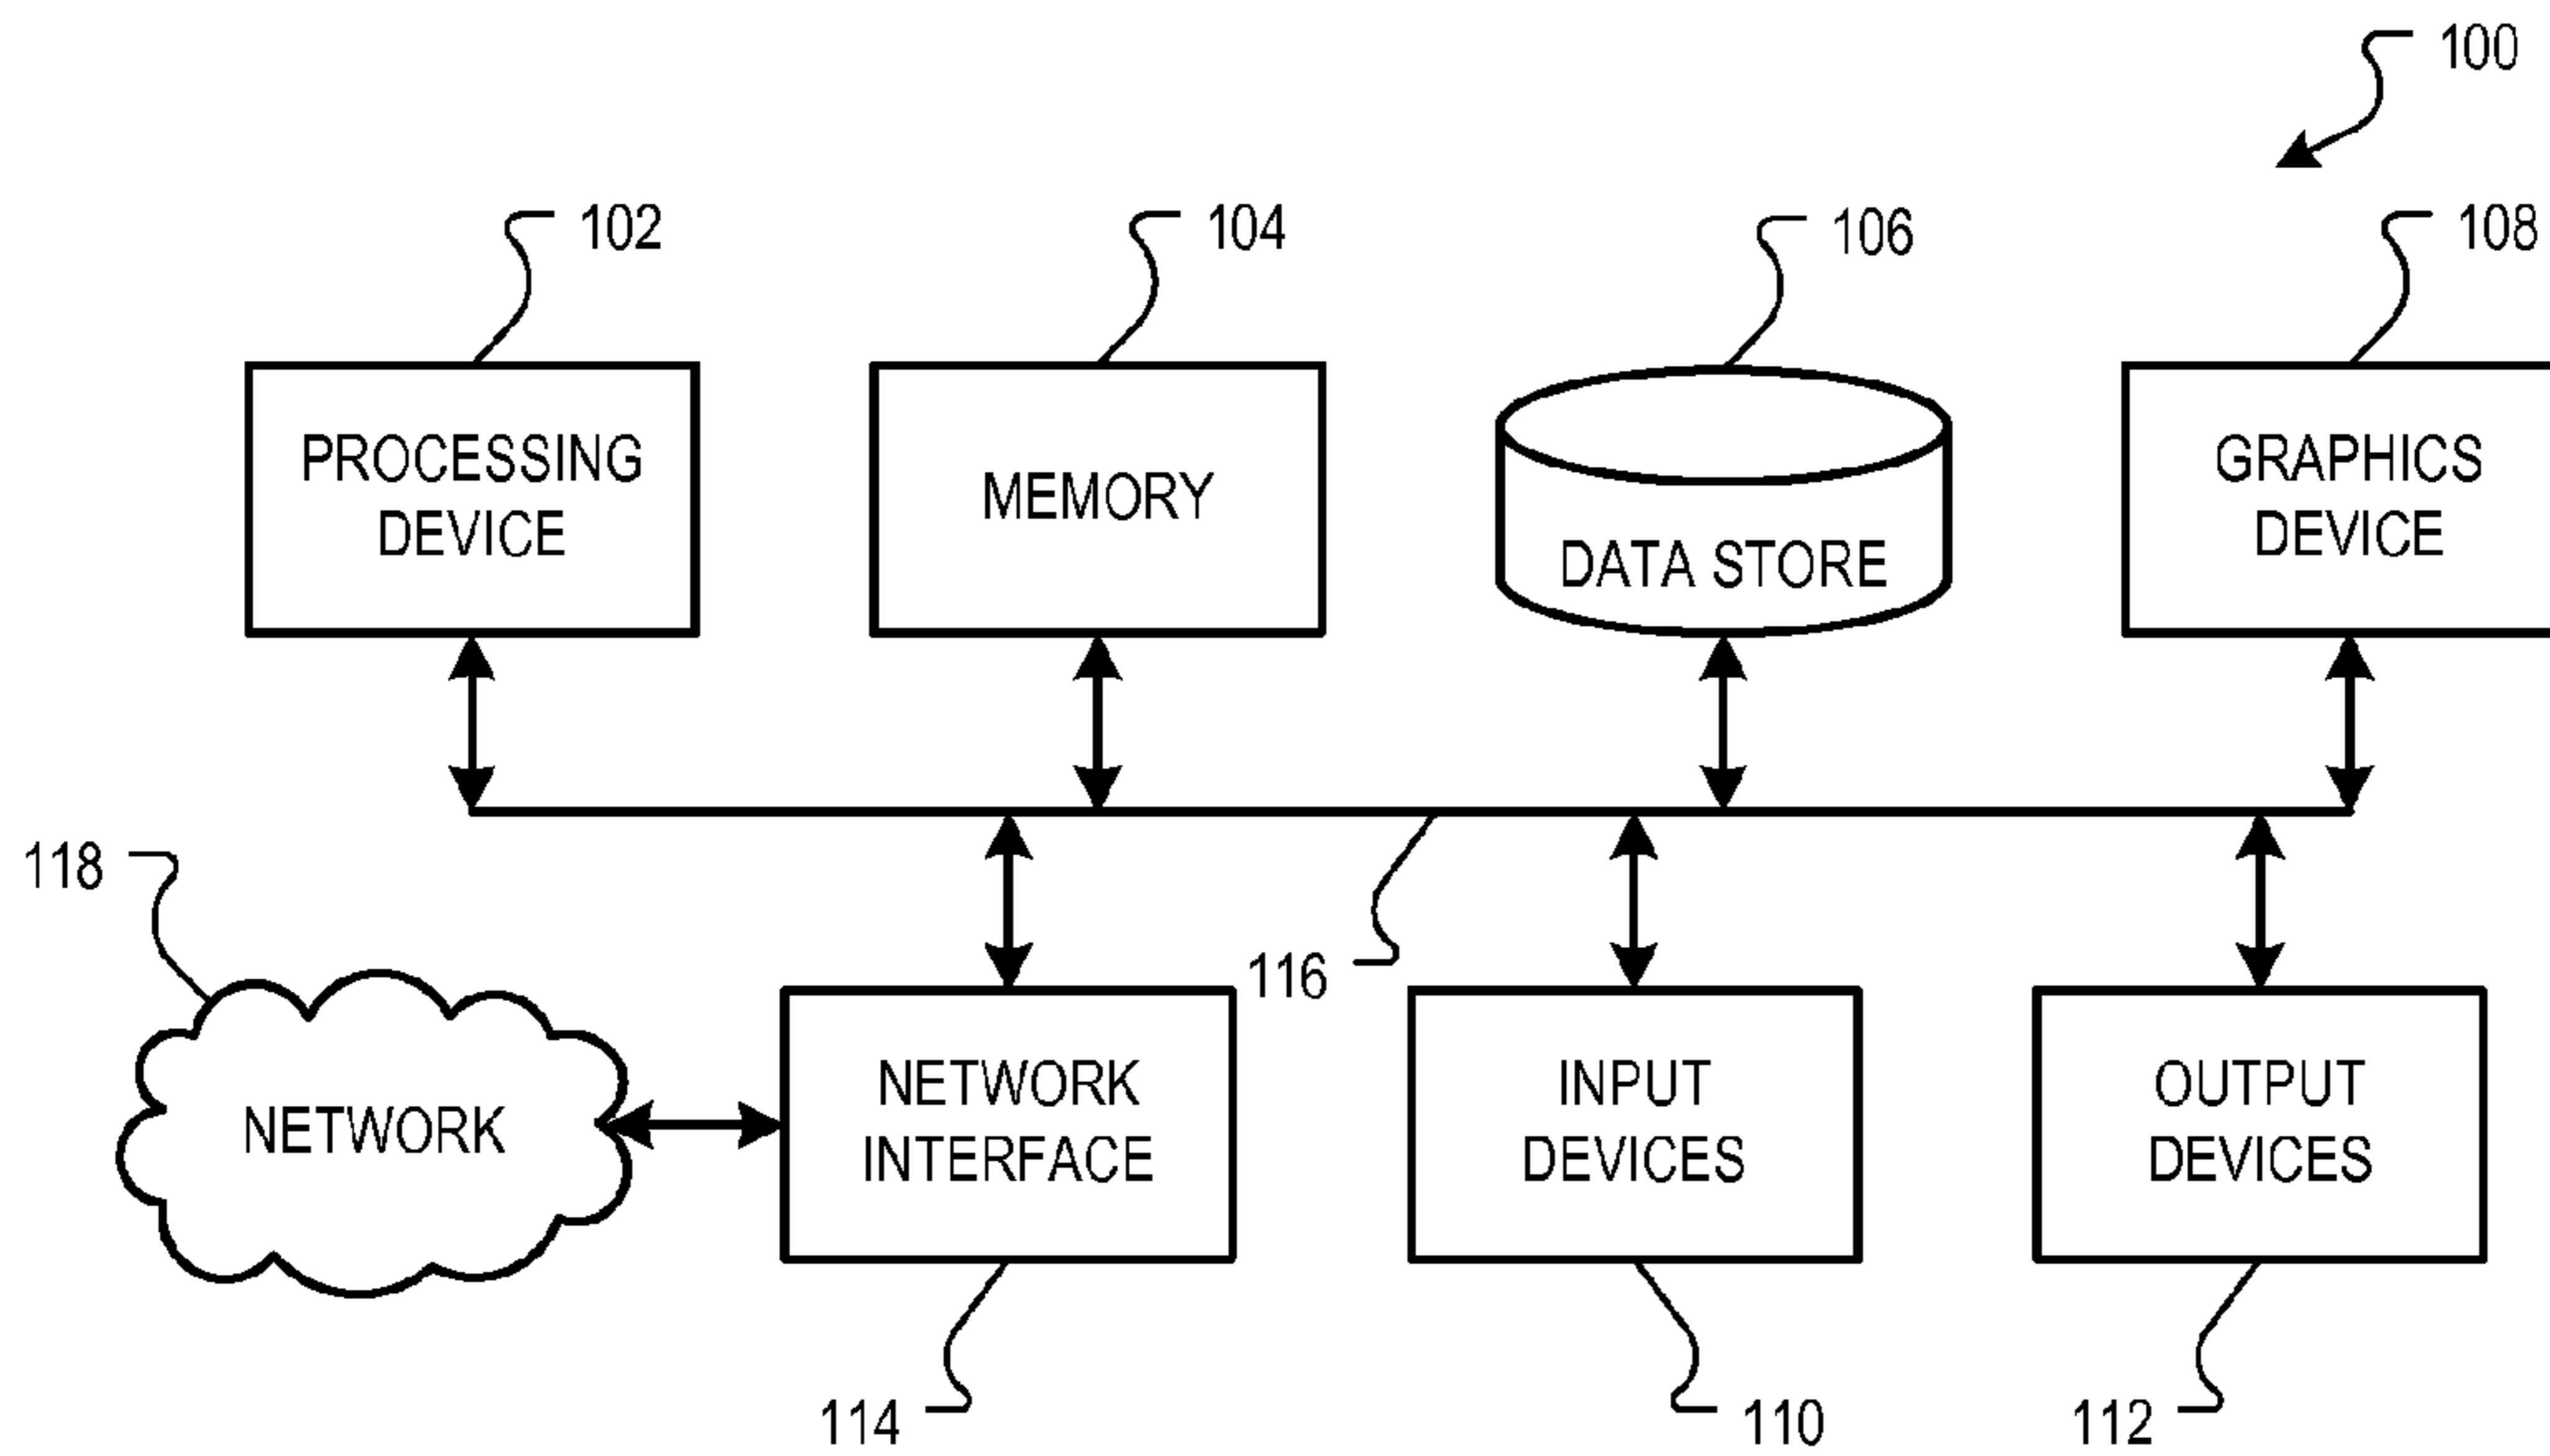 100
102
104
106
108
PROCESSING
DEVICE
MEMORY
DATA STORE
GRAPHICS
DEVICE
118
116
NETWORK
NETWORK
INTERFACE
INPUT
DEVICES
OUTPUT
DEVICES
114
110
112